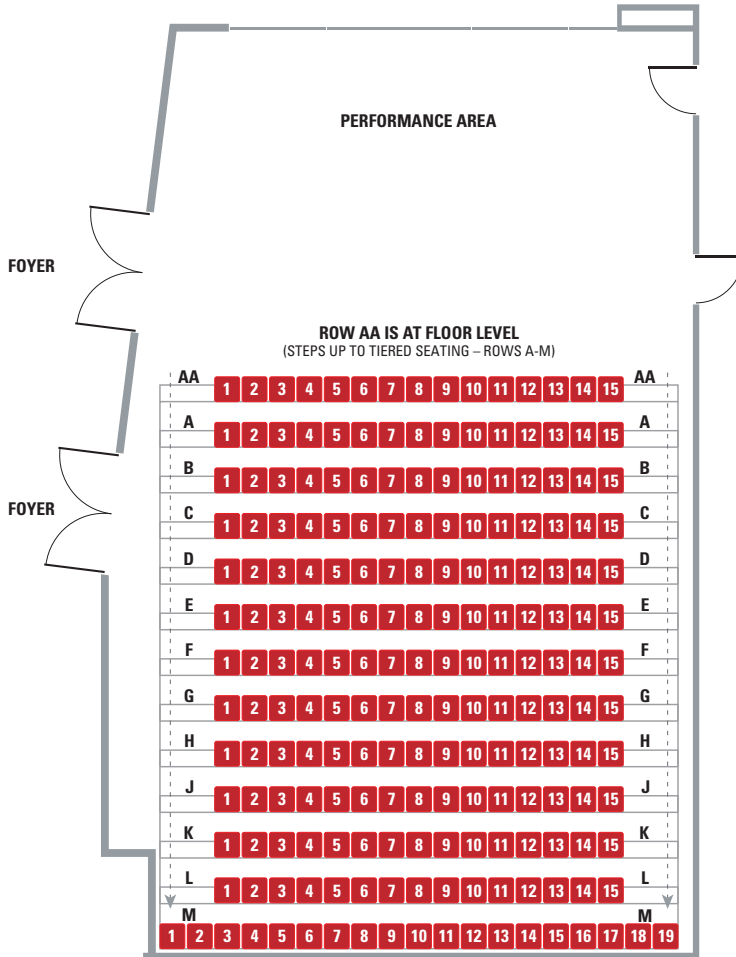 PERFORMANCE AREA
FOYER
ROW AA IS AT FLOOR LEVEL
(STEPS UP TO TIERED SEATING – ROWS A-M)
AA 1 2 3 4 5 6 7 8 9 10 11 12 13 14 15 AA
A 1 2 3 4 5 6 7 8 9 10 11 12 13 14 15 A
B 1 2 3 4 5 6 7 8 9 10 11 12 13 14 15 B
FOYER
C 1 2 3 4 5 6 7 8 9 10 11 12 13 14 15 C
D 1 2 3 4 5 6 7 8 9 10 11 12 13 14 15 D
E 1 2 3 4 5 6 7 8 9 10 11 12 13 14 15 E
F 1 2 3 4 5 6 7 8 9 10 11 12 13 14 15 F
G 1 2 3 4 5 6 7 8 9 10 11 12 13 14 15 G
H 1 2 3 4 5 6 7 8 9 10 11 12 13 14 15 H
J 1 2 3 4 5 6 7 8 9 10 11 12 13 14 15 J
K 1 2 3 4 5 6 7 8 9 10 11 12 13 14 15 K
L 1 2 3 4 5 6 7 8 9 10 11 12 13 14 15 L
M M
1 2 3 4 5 6 7 8 9 10 11 12 13 14 15 16 17 18 19